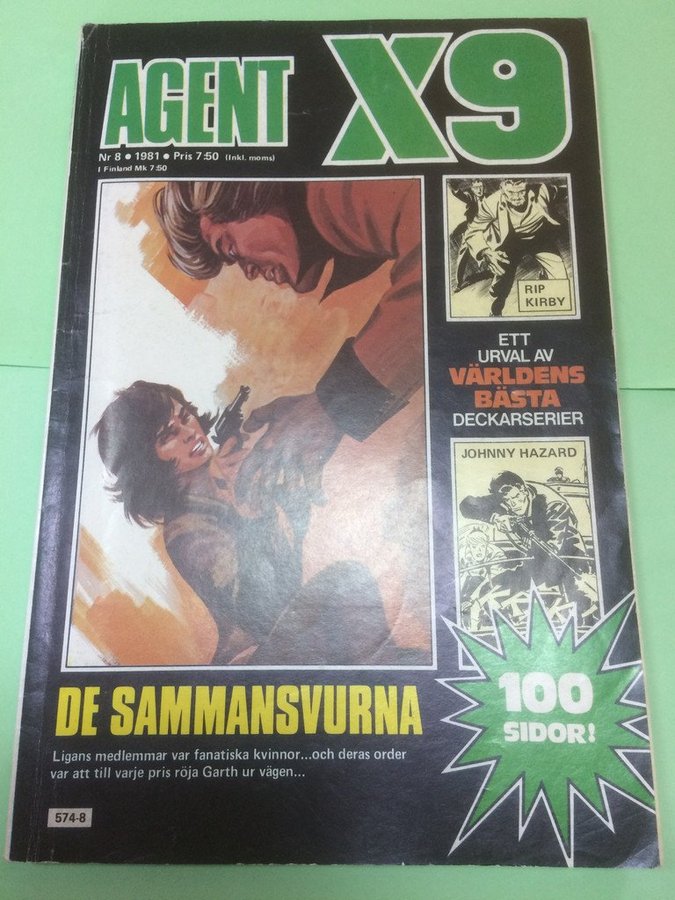 AGENT X9
Nr 8 • 1981 • Pris 7:50 (Inkl. moms)
I Finland Mk 7:50
RIP
KIRBY
ETT
URVAL AV
VÄRLDENS
BÄSTA
DECKARSERIER
JOHNNY HAZARD
100
SIDOR!
DE SAMMANSVURNA
Ligans medlemmar var fanatiska kvinnor...och deras order
var att till varje pris röja Garth ur vägen...
574-8